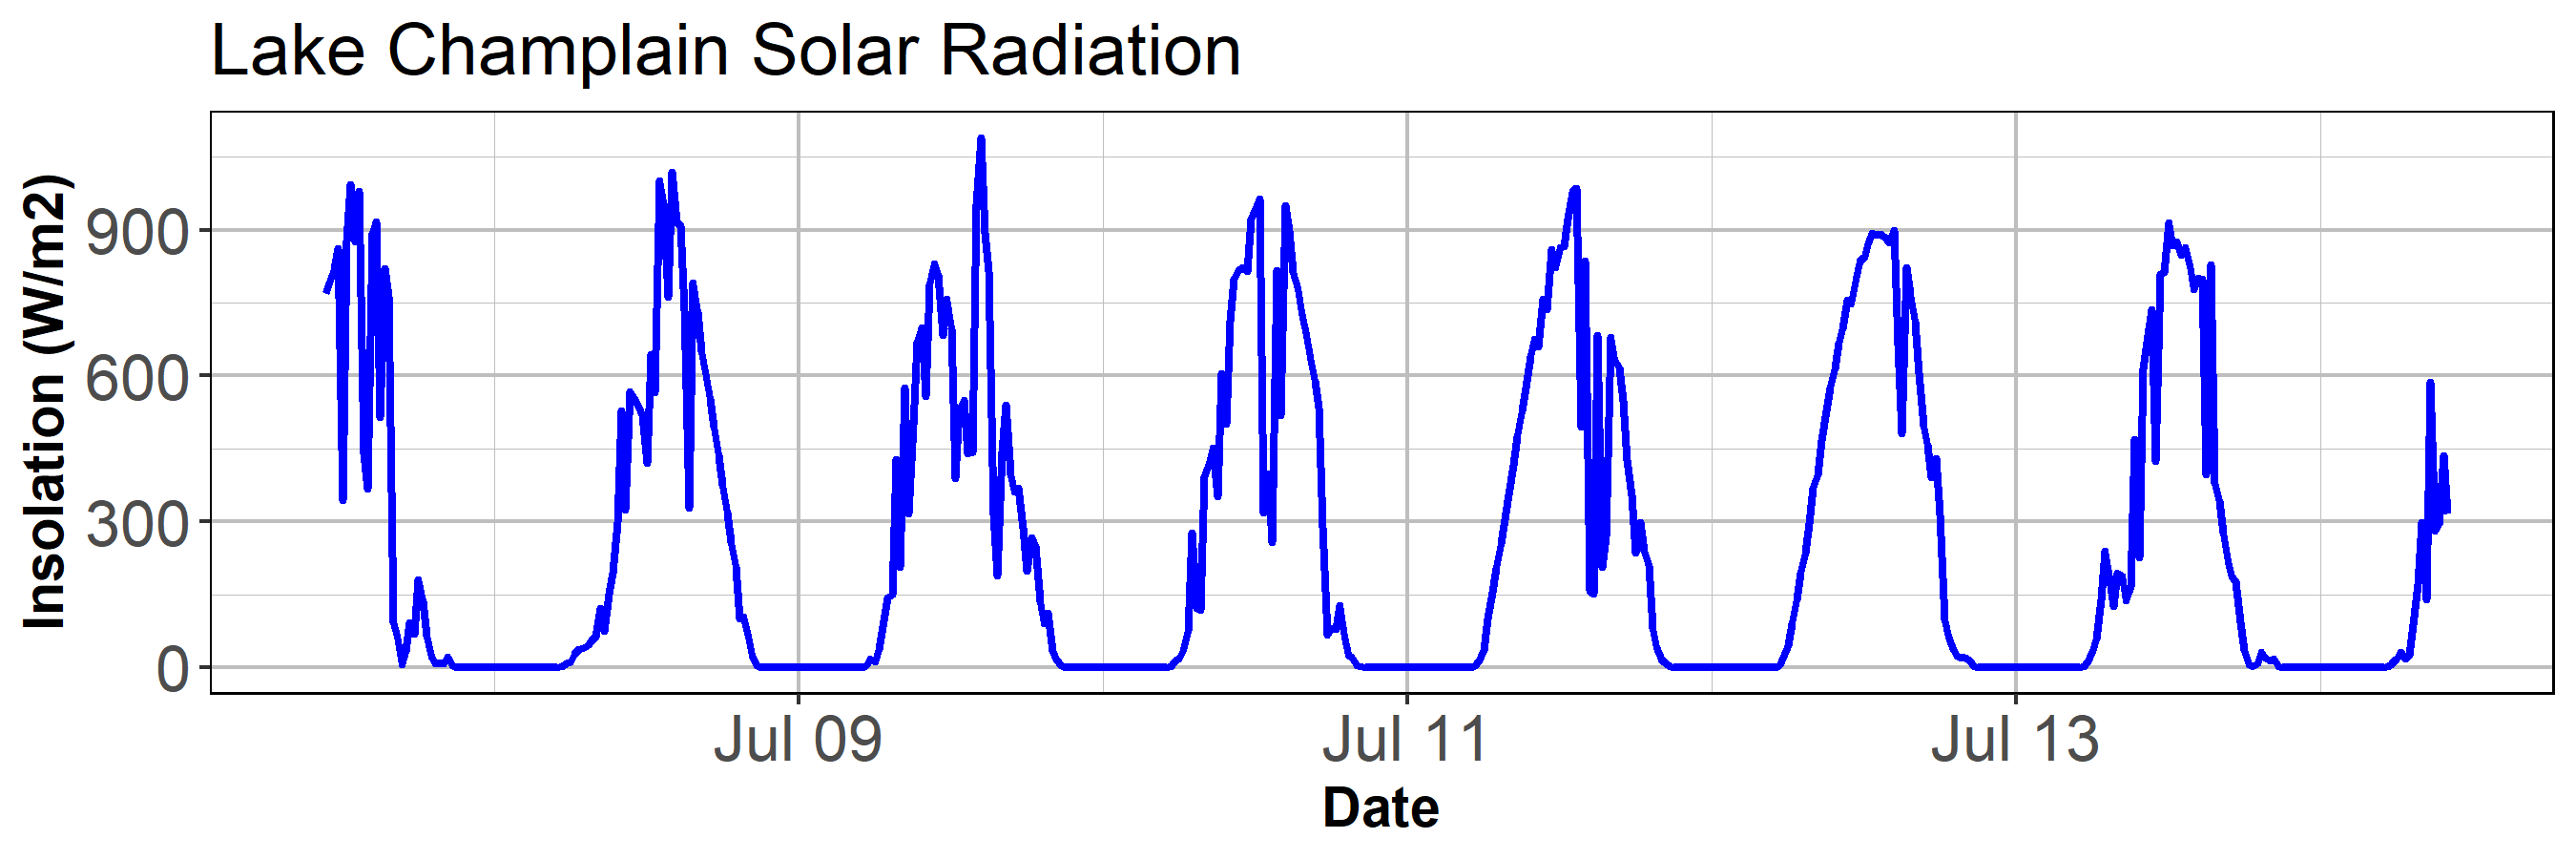 Lake Champlain Solar Radiation
Insolation (W/m2)
900
600
300
0
Jul 09
Jul 11
Jul 13
Date